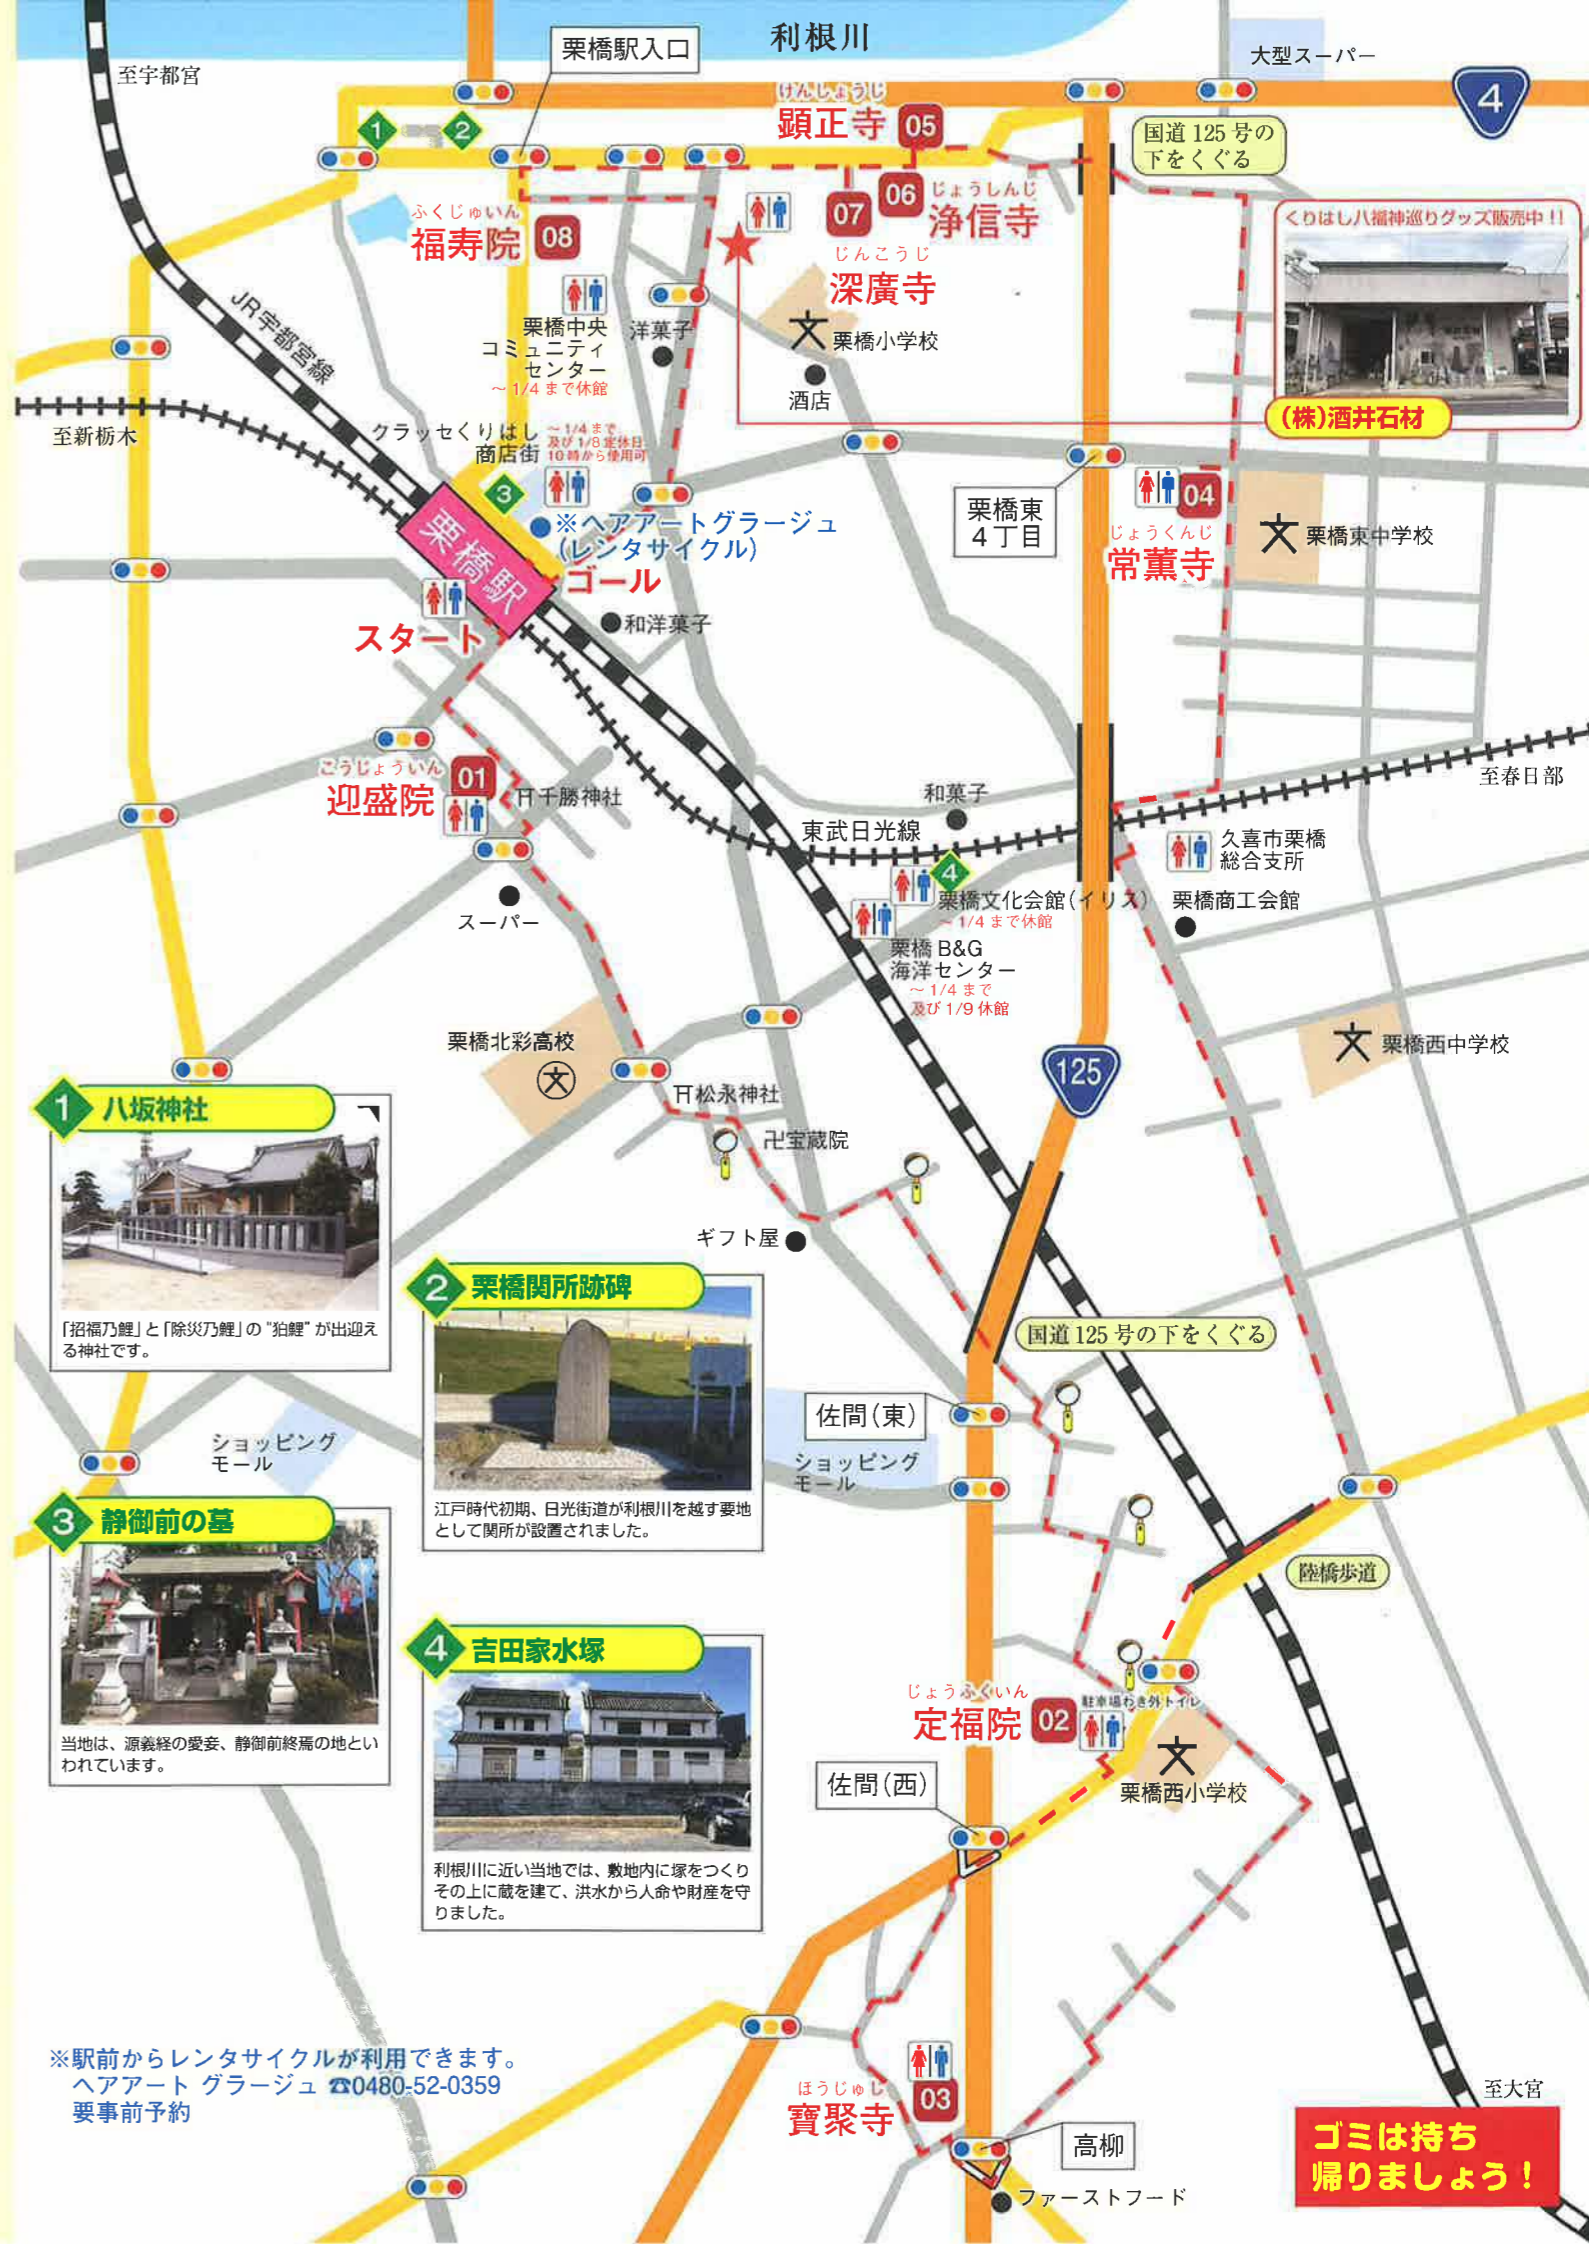 利根川
栗橋駅入口
大型スーパー
至宇都宮
4
1
2
けんしょうじ
顕正寺 05
国道125号の
下をくぐる
ふくじゅいん
福寿院 08
07
06
じょうしんじ
浄信寺
じんこうじ
深廣寺
くりはし八福神巡りグッズ販売中!!
(株)酒井石材
JR宇都宮線
栗橋中央
コミュニティ
センター
～1/4まで休館
洋菓子
文 栗橋小学校
酒店
至新栃木
クラッセくりはし
商店街
～1/4まで
及び1/8定休日
10時から使用可
3
栗橋駅
※ヘアアートグラージュ
(レンタサイクル)
ゴール
スタート
和洋菓子
栗橋東
4丁目
04
じょうくんじ
常薫寺
文 栗橋東中学校
こうじょういん
迎盛院 01
千勝神社
スーパー
和菓子
東武日光線
至春日部
4
栗橋文化会館(イリス)
～1/4まで休館
久喜市栗橋
総合支所
栗橋商工会館
栗橋B&G
海洋センター
～1/4まで
及び1/9休館
栗橋北彩高校
文
松永神社
卍宝蔵院
125
文 栗橋西中学校
ギフト屋
1 八坂神社
「招福乃鯉」と「除災乃鯉」の"狛鯉"が出迎え
る神社です。
2 栗橋関所跡碑
江戸時代初期、日光街道が利根川を越す要地
として関所が設置されました。
国道125号の下をくぐる
佐間(東)
ショッピング
モール
ショッピング
モール
3 静御前の墓
当地は、源義経の愛妾、静御前終焉の地とい
われています。
4 吉田家水塚
利根川に近い当地では、敷地内に塚をつくり
その上に蔵を建て、洪水から人命や財産を守
りました。
陸橋歩道
じょうふくいん
定福院 02
駐車場わき外トイレ
文
栗橋西小学校
佐間(西)
※駅前からレンタサイクルが利用できます。
ヘアアート グラージュ ☎0480-52-0359
要事前予約
ほうじゅじ
寶聚寺 03
高柳
ファーストフード
至大宮
ゴミは持ち
帰りましょう!